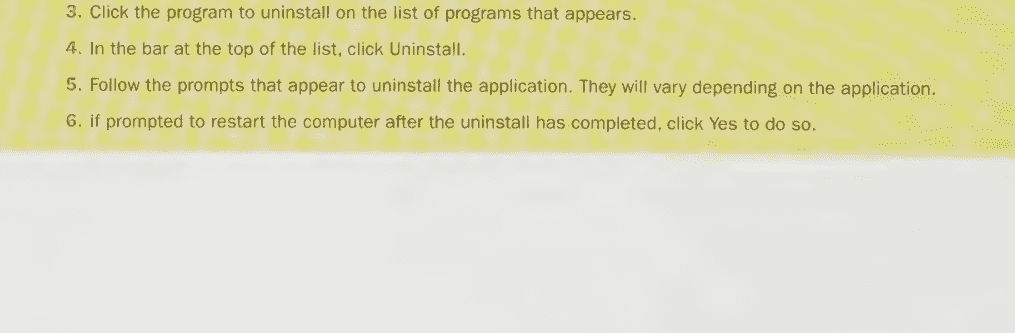 3. Click the program to uninstall on the list of programs that appears.
4. In the bar at the top of the list, click Uninstall.
5. Follow the prompts that appear to uninstall the application. They will vary depending on the application.
6. if prompted to restart the computer after the uninstall has completed, click Yes to do so.